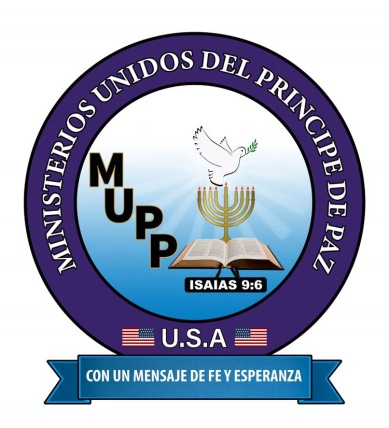 MINISTERIOS UNIDOS DEL PRINCIPE DE PAZ
MUPP
ISAIAS 9:6
U.S.A
CON UN MENSAJE DE FE Y ESPERANZA